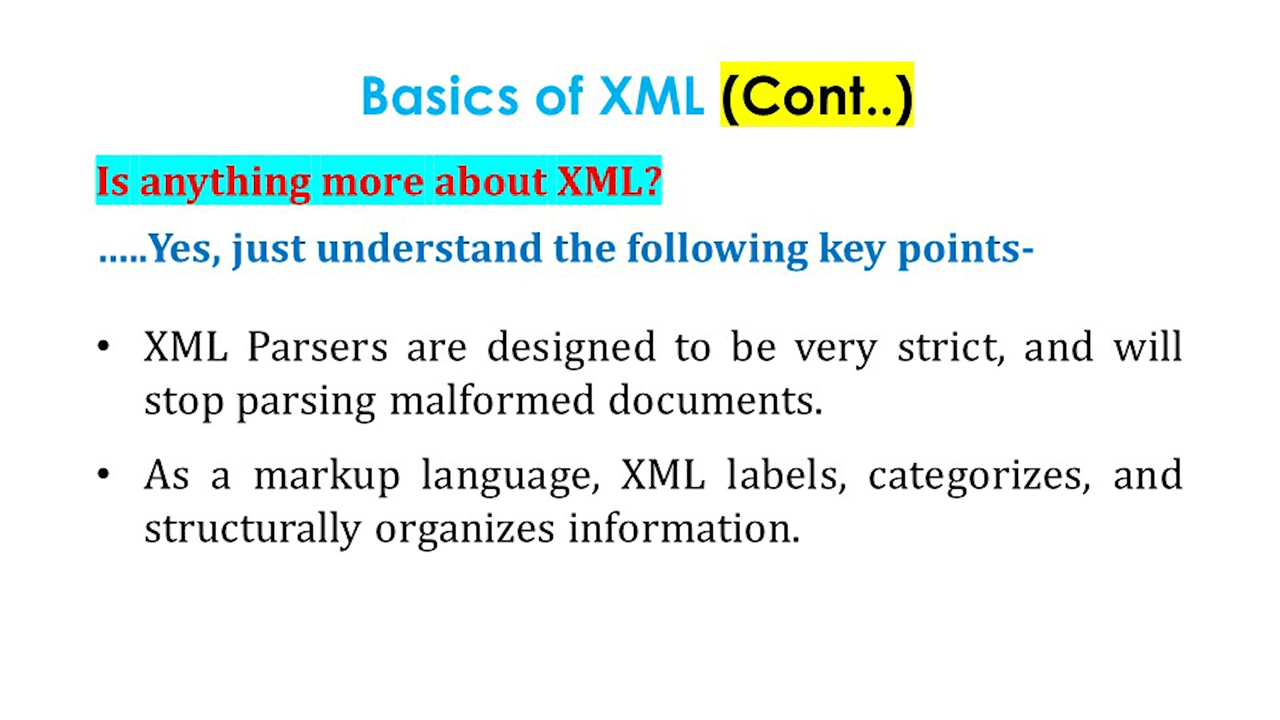 Basics of XML (Cont..)
Is anything more about XML?
.....Yes, just understand the following key points-
• XML Parsers are designed to be very strict, and will
stop parsing malformed documents.
• As a markup language, XML labels, categorizes, and
structurally organizes information.